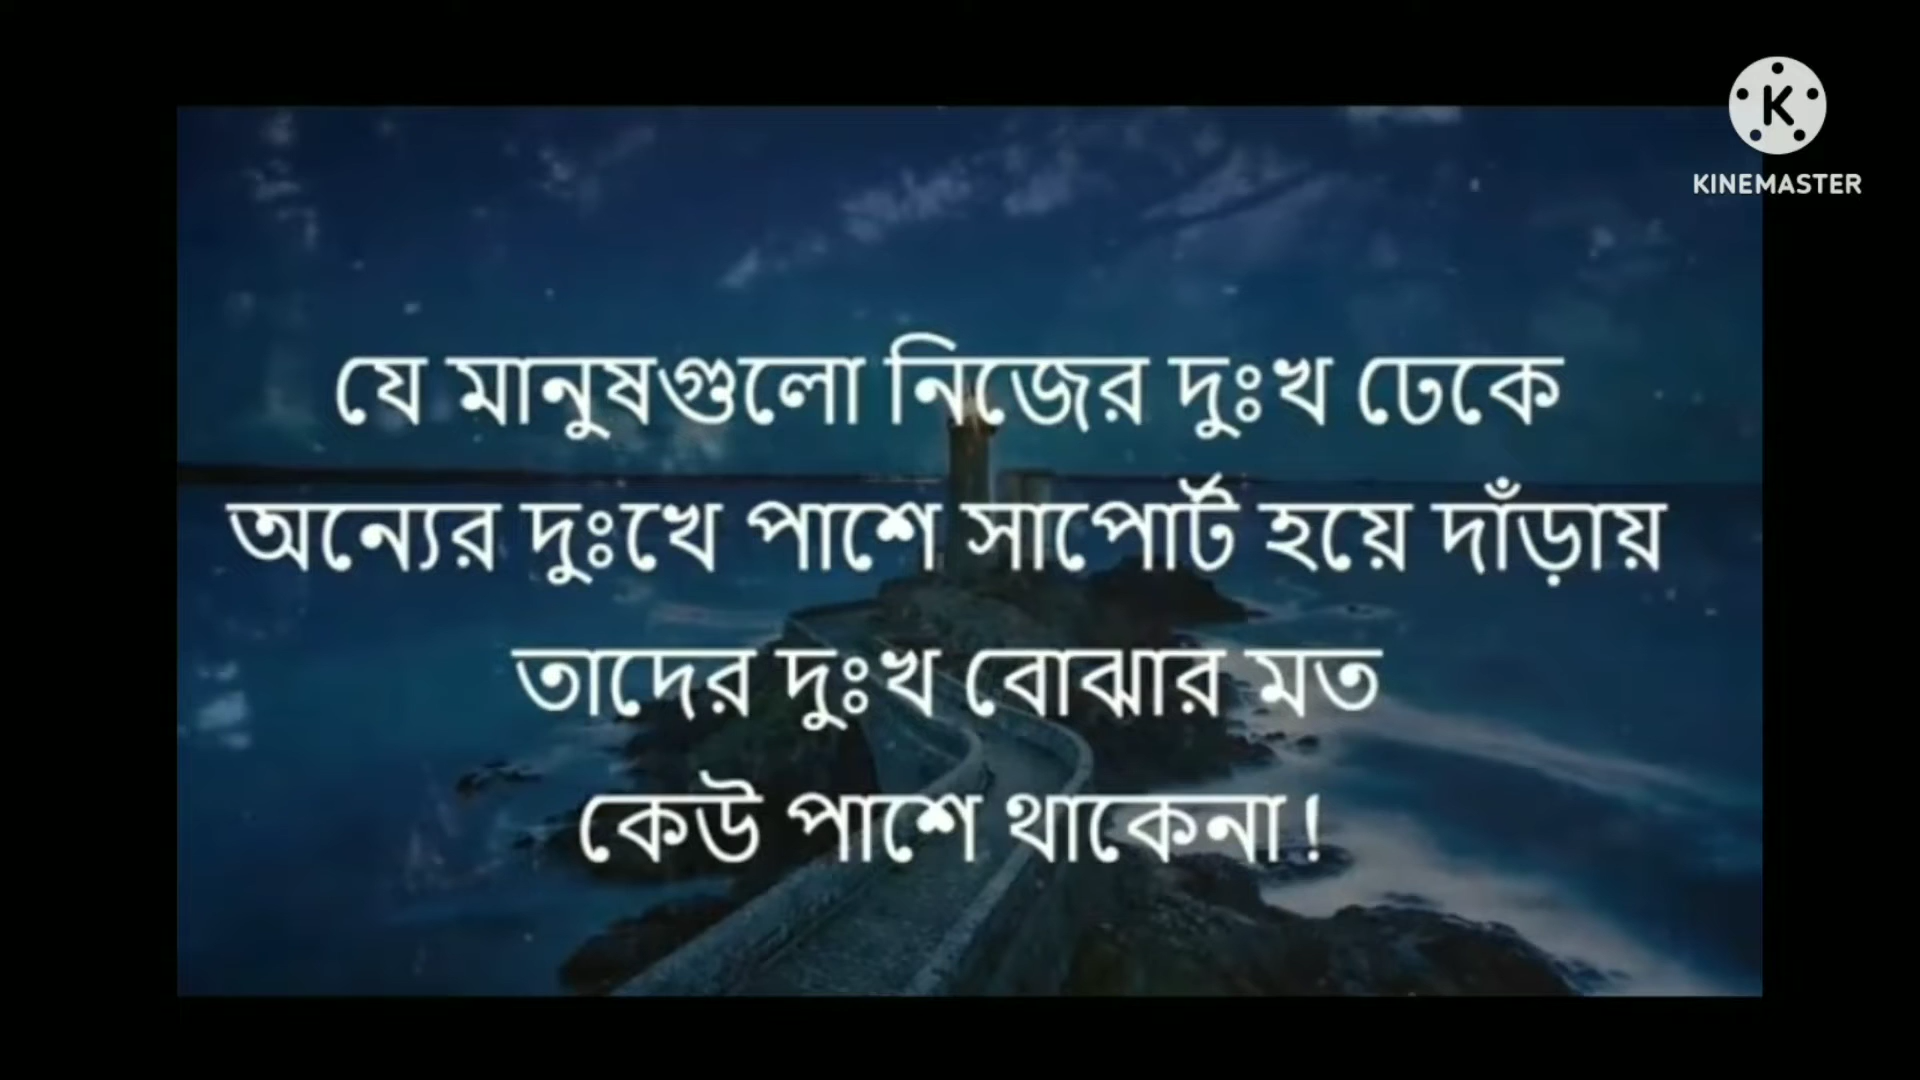 KINEMASTER
যে মানুষগুলো নিজের দুঃখ ঢেকে
অন্যের দুঃখে পাশে সাপোর্ট হয়ে দাঁড়ায়
তাদের দুঃখ বোঝার মত
কেউ পাশে থাকেনা!